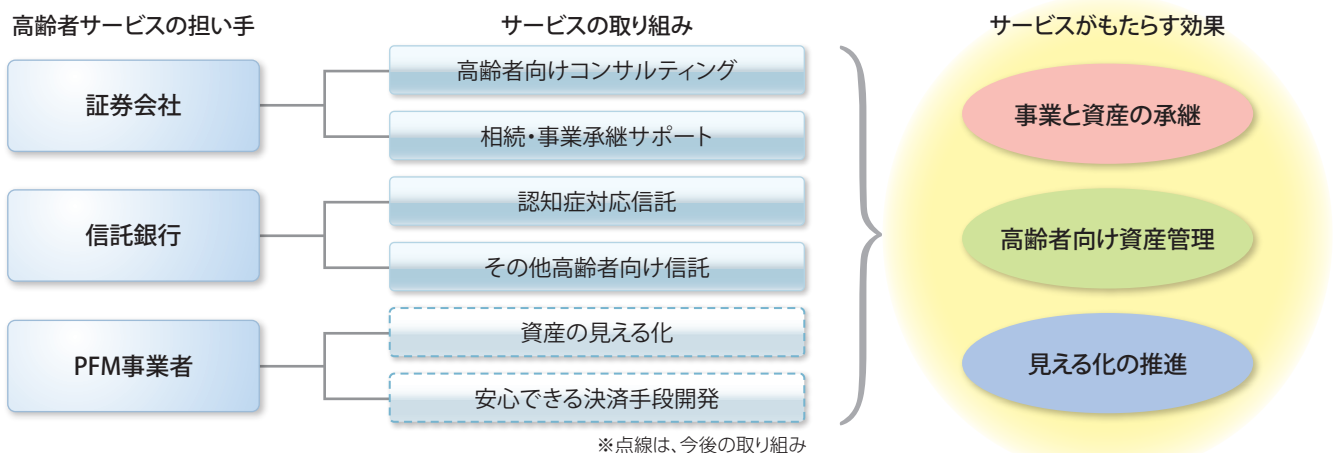 高齢者サービスの担い手
サービスの取り組み
サービスがもたらす効果
証券会社
高齢者向けコンサルティング
相続・事業承継サポート
信託銀行
認知症対応信託
その他高齢者向け信託
PFM事業者
資産の見える化
安心できる決済手段開発
※点線は、今後の取り組み
事業と資産の承継
高齢者向け資産管理
見える化の推進